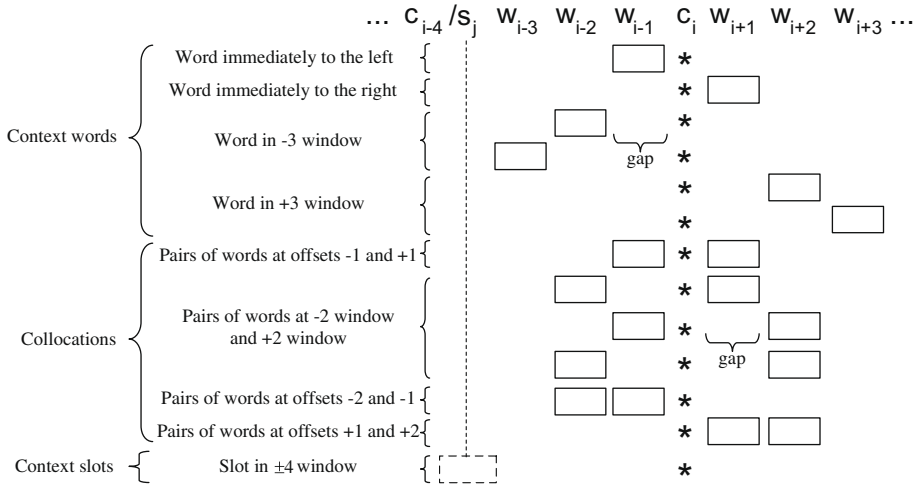 ... c_{i-4} /s_j w_{i-3} w_{i-2} w_{i-1} c_i w_{i+1} w_{i+2} w_{i+3} ...
Word immediately to the left *
Word immediately to the right *
*
Context words Word in -3 window
gap *
*
Word in +3 window
*
Pairs of words at offsets -1 and +1 *
*
Collocations Pairs of words at -2 window
and +2 window *
gap
*
Pairs of words at offsets -2 and -1 *
Pairs of words at offsets +1 and +2 *
Context slots Slot in ±4 window *